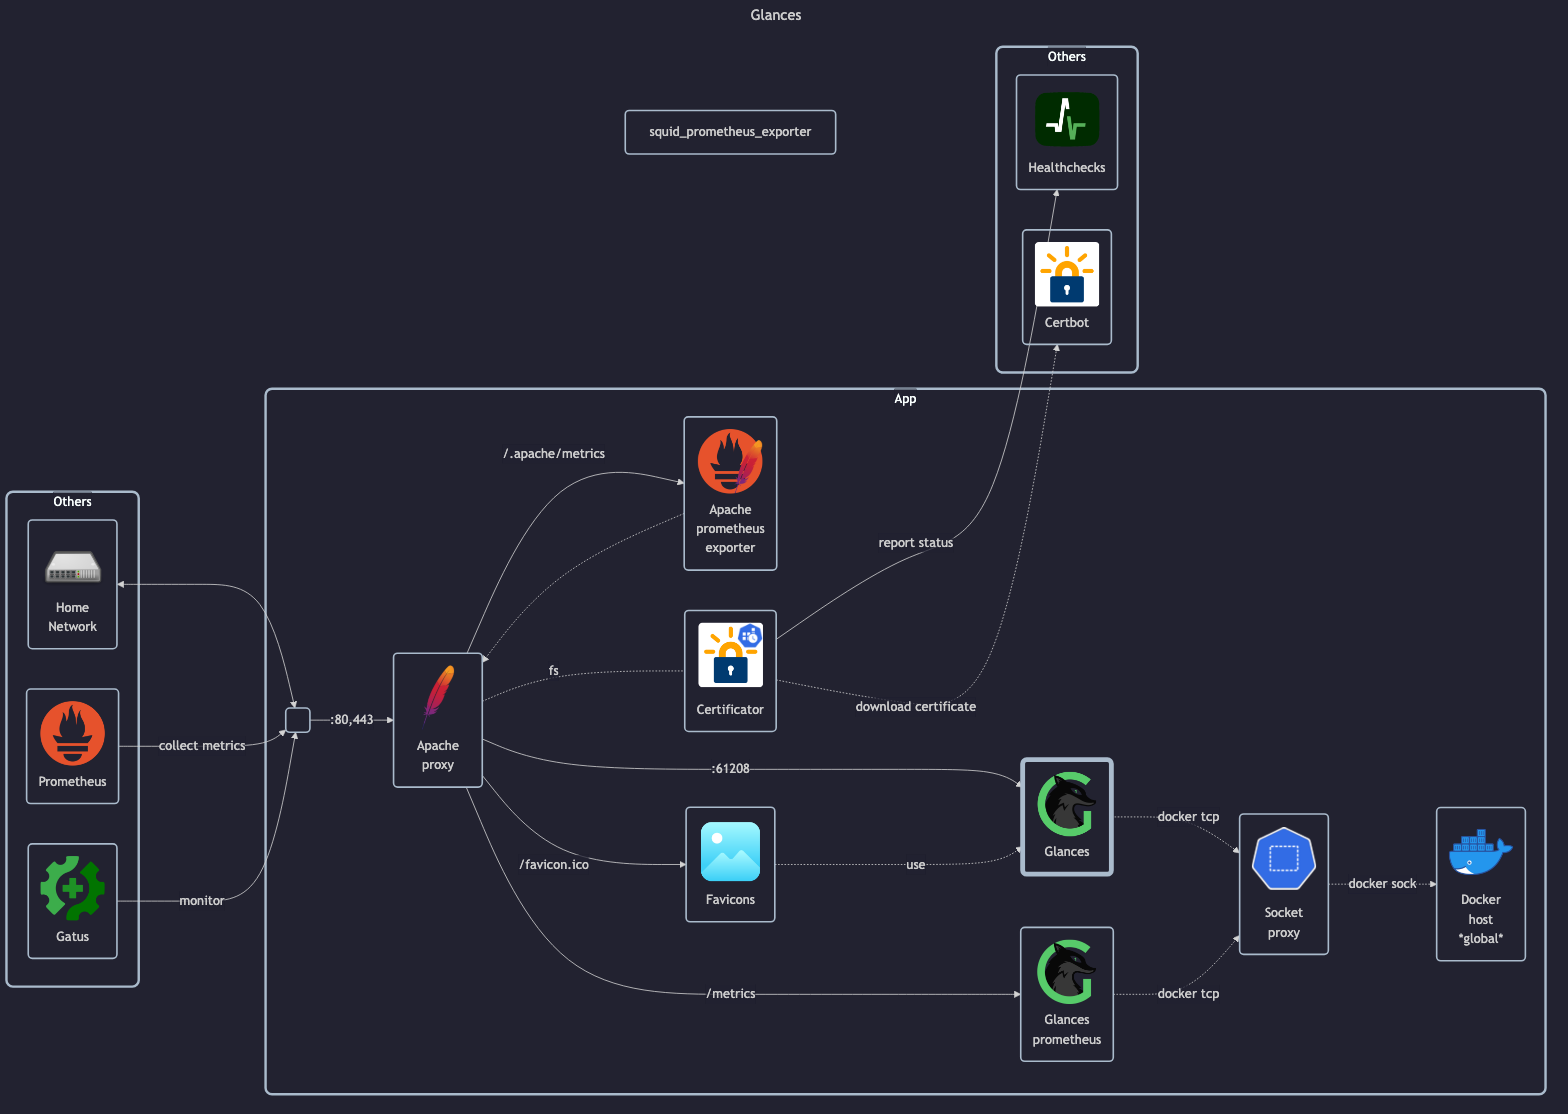 Glances
Others
Healthchecks
squid_prometheus_exporter
Certbot
App
/.apache/metrics
Apache
prometheus
exporter
report status
Others
Home
Network
Prometheus
collect metrics
Gatus
monitor
:80,443
Apache
proxy
fs
Certificator
download certificate
:61208
Glances
/favicon.ico
Favicons
use
docker tcp
Socket
proxy
docker sock
Docker
host
*global*
/metrics
Glances
prometheus
docker tcp